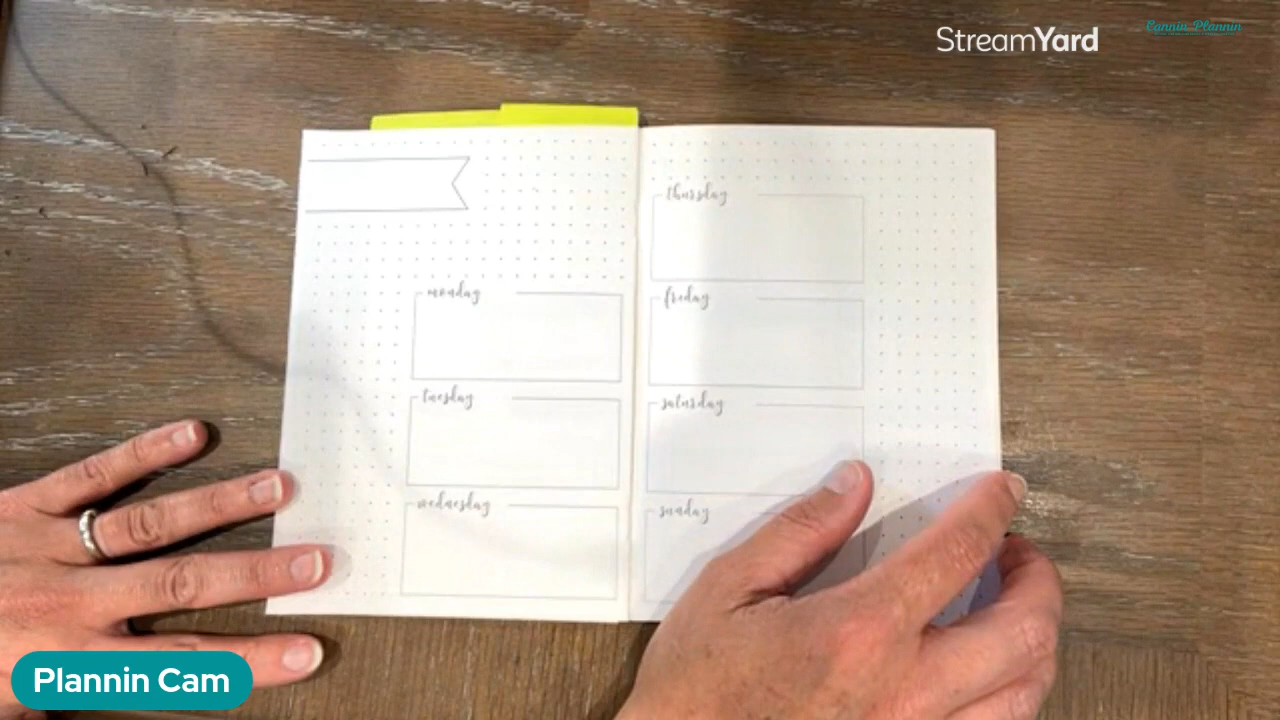 StreamYard
Cannin Plannin
thursday
monday
friday
tuesday
saturday
wednesday
sunday
Plannin Cam